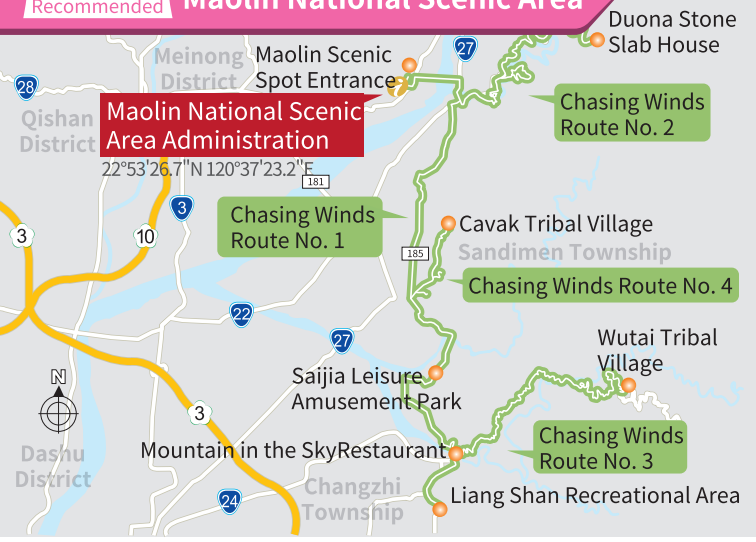 Recommended
Maolin National Scenic Area
Duona Stone
Slab House
27
Meinong
District
Maolin Scenic
Spot Entrance
28
Chasing Winds
Route No. 2
Maolin National Scenic
Area Administration
Qishan
District
22°53'26.7"N 120°37'23.2"E
181
3
Chasing Winds
Route No. 1
Cavak Tribal Village
3
10
185
Sandimen Township
Chasing Winds Route No. 4
22
27
Wutai Tribal
Village
N
Saijia Leisure
Amusement Park
3
Chasing Winds
Route No. 3
Mountain in the SkyRestaurant
Dashu
District
Changzhi
Township
24
Liang Shan Recreational Area